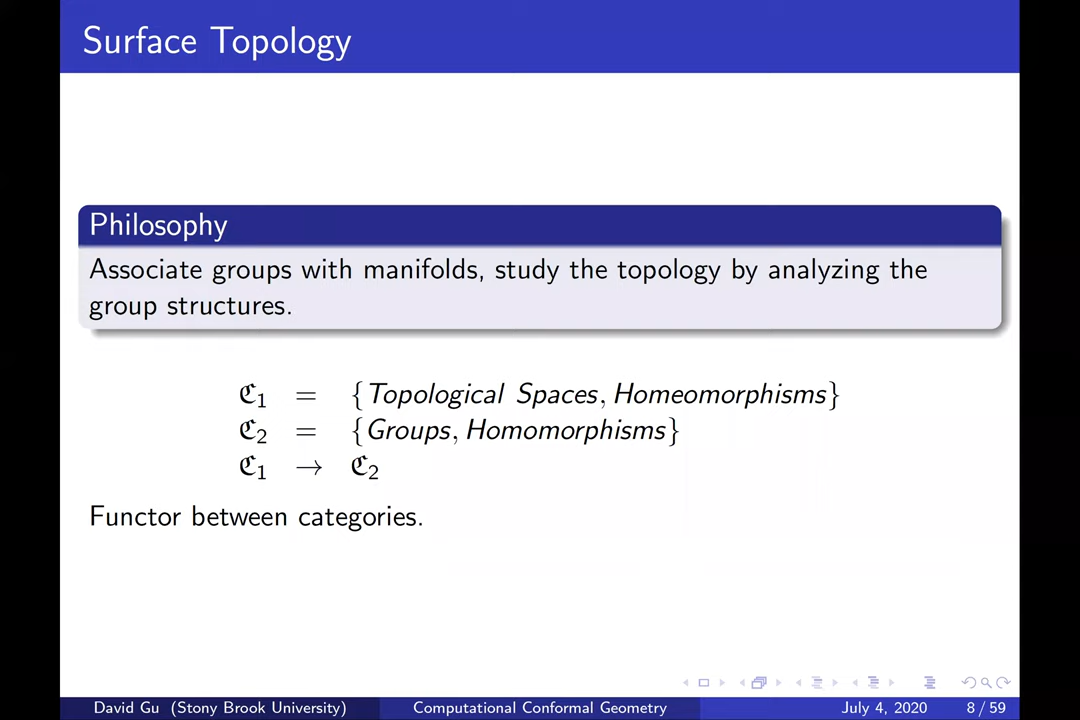 Surface Topology
Philosophy
Associate groups with manifolds, study the topology by analyzing the
group structures.
ℭ₁ = {Topological Spaces, Homeomorphisms}
ℭ₂ = {Groups, Homomorphisms}
ℭ₁ → ℭ₂
Functor between categories.
David Gu (Stony Brook University) Computational Conformal Geometry July 4, 2020 8 / 59